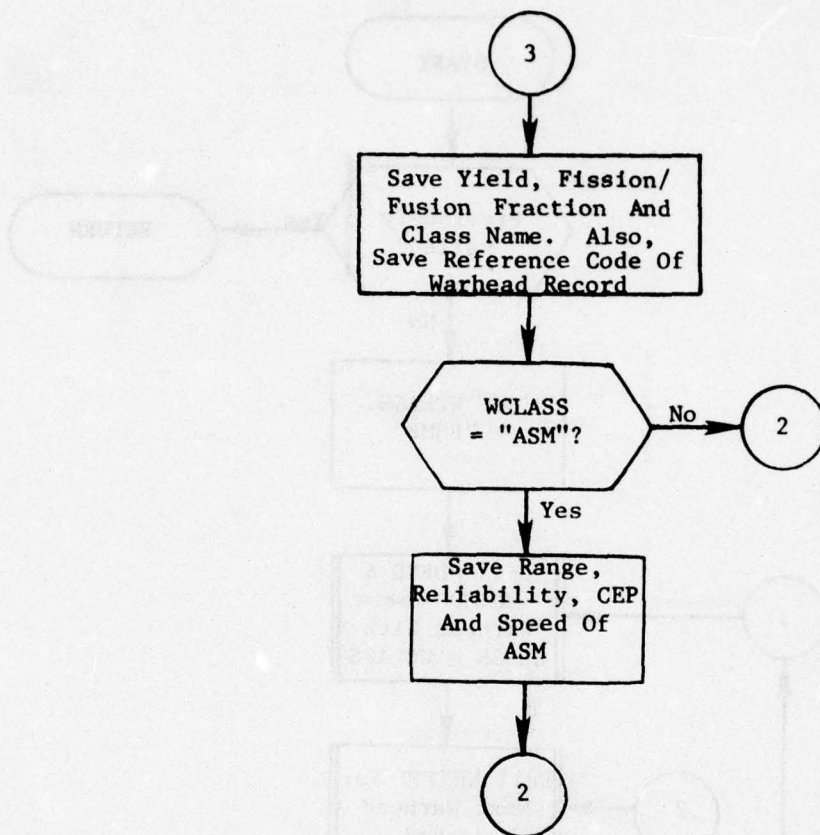 3
Save Yield, Fission/
Fusion Fraction And
Class Name. Also,
Save Reference Code Of
Warhead Record
WCLASS
= "ASM"?
No
2
Yes
Save Range,
Reliability, CEP
And Speed Of
ASM
2